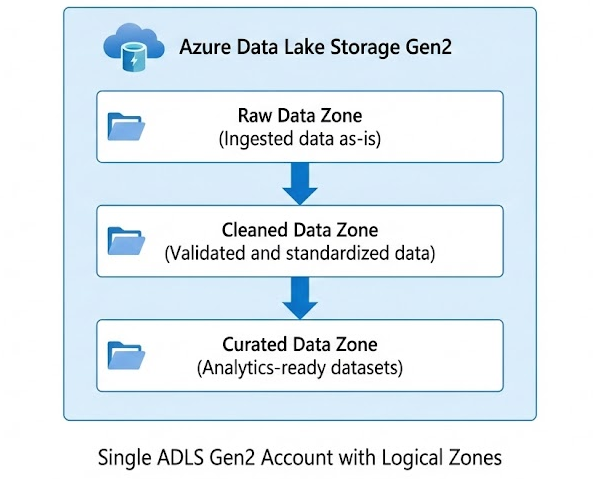 Azure Data Lake Storage Gen2
Raw Data Zone
(Ingested data as-is)
Cleaned Data Zone
(Validated and standardized data)
Curated Data Zone
(Analytics-ready datasets)
Single ADLS Gen2 Account with Logical Zones